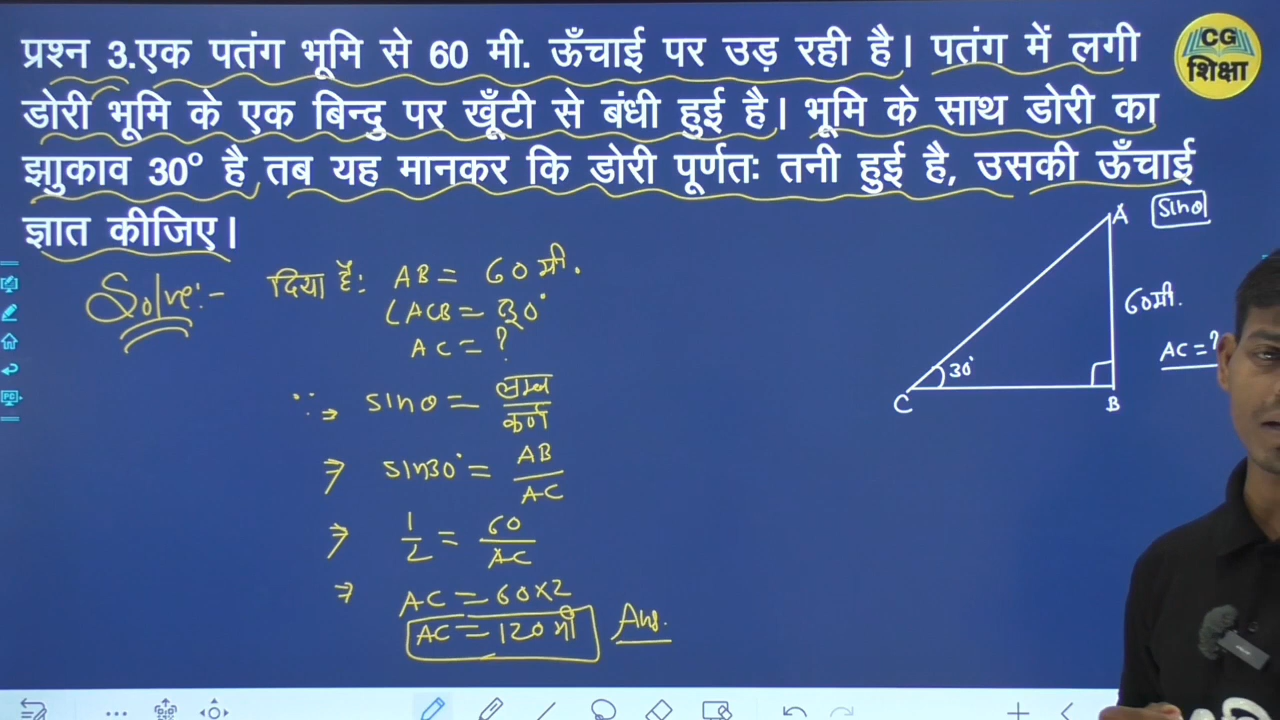 प्रश्न 3.एक पतंग भूमि से 60 मी. ऊँचाई पर उड़ रही है। पतंग में लगी
डोरी भूमि के एक बिन्दु पर खूँटी से बंधी हुई है। भूमि के साथ डोरी का
झुकाव 30° है तब यह मानकर कि डोरी पूर्णतः तनी हुई है, उसकी ऊँचाई
ज्ञात कीजिए।
CG
शिक्षा
Solve:-
दिया है: AB = 60 मी.
∠ACB = 30°
AC = ?
∵ → sinθ = लम्ब/कर्ण
⇒ sin30° = AB/AC
⇒ 1/2 = 60/AC
⇒ AC = 60×2
AC = 120 मी Ans.
A
sinθ
60मी.
AC = ?
30°
C
B
PC